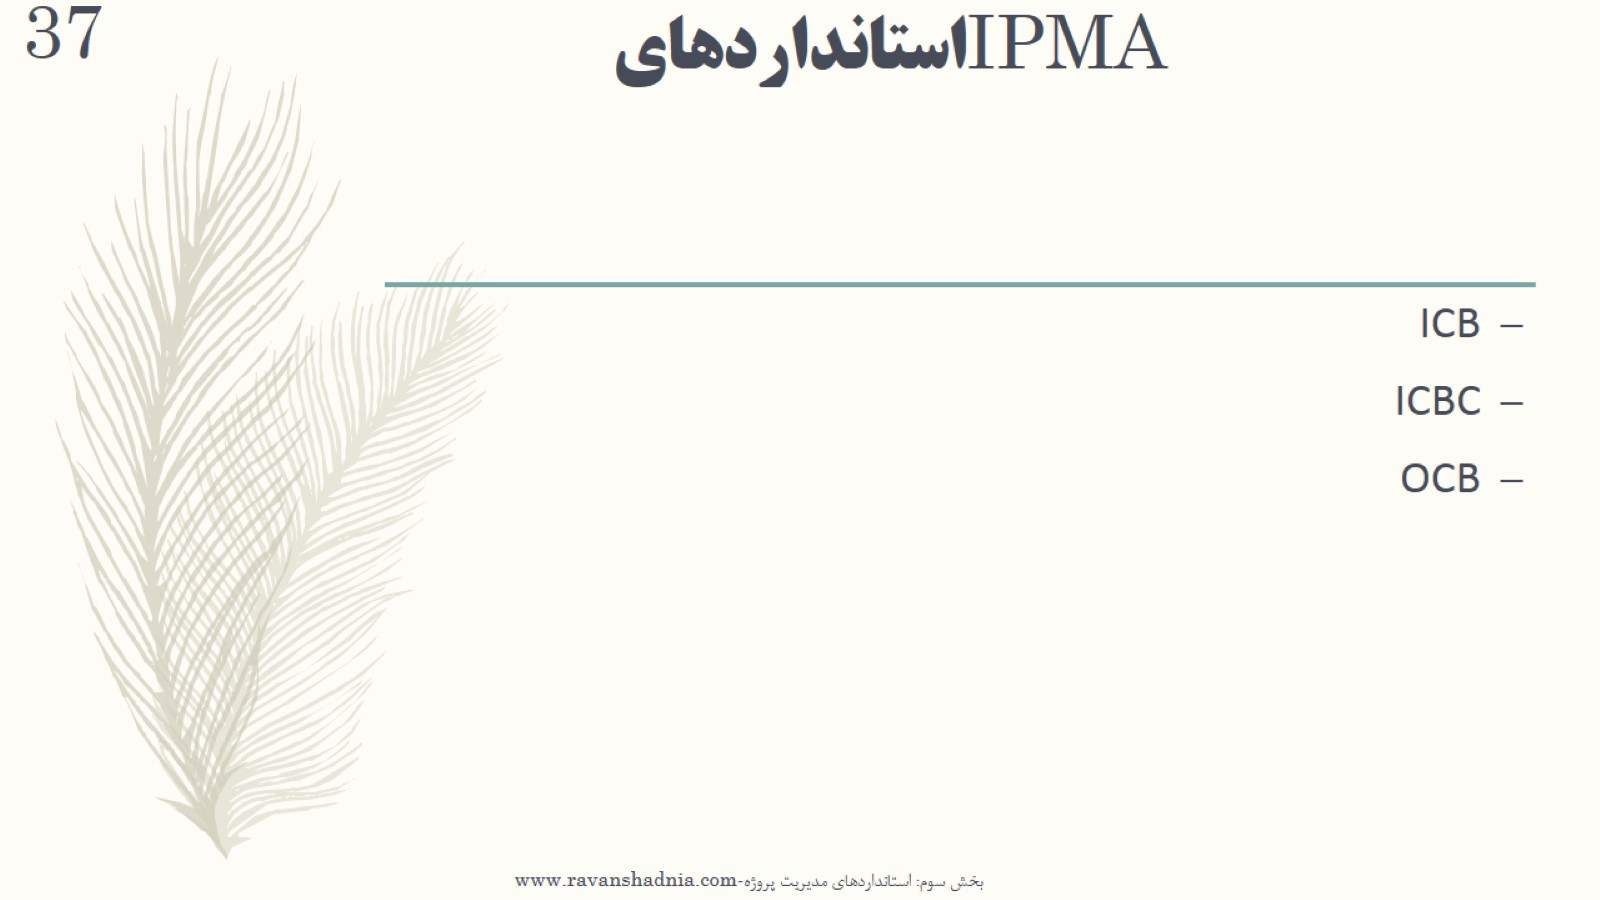 37
استانداردهای IPMA
– ICB
– ICBC
– OCB
بخش سوم: استانداردهای مدیریت پروژه-www.ravanshadnia.com